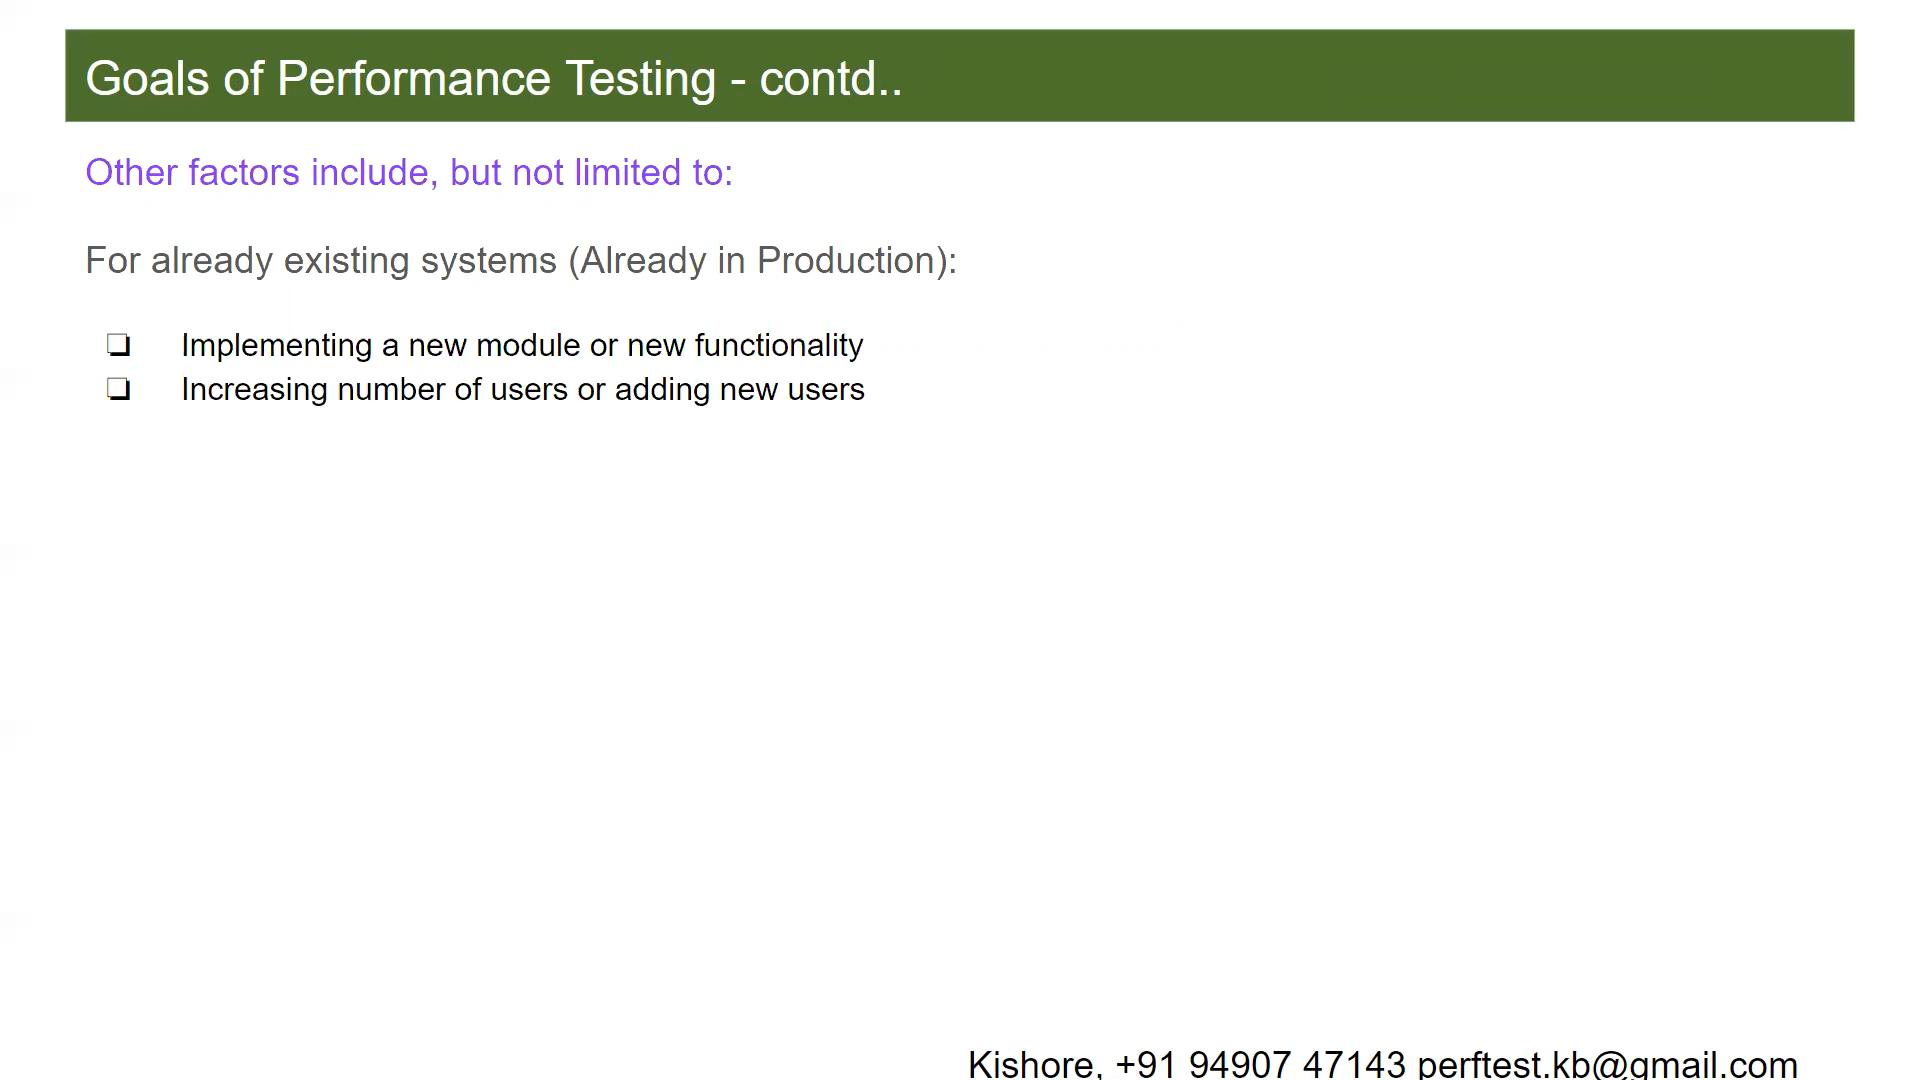 Goals of Performance Testing - contd..
Other factors include, but not limited to:
For already existing systems (Already in Production):
❏ Implementing a new module or new functionality
❏ Increasing number of users or adding new users
Kishore, +91 94907 47143 perftest.kb@gmail.com